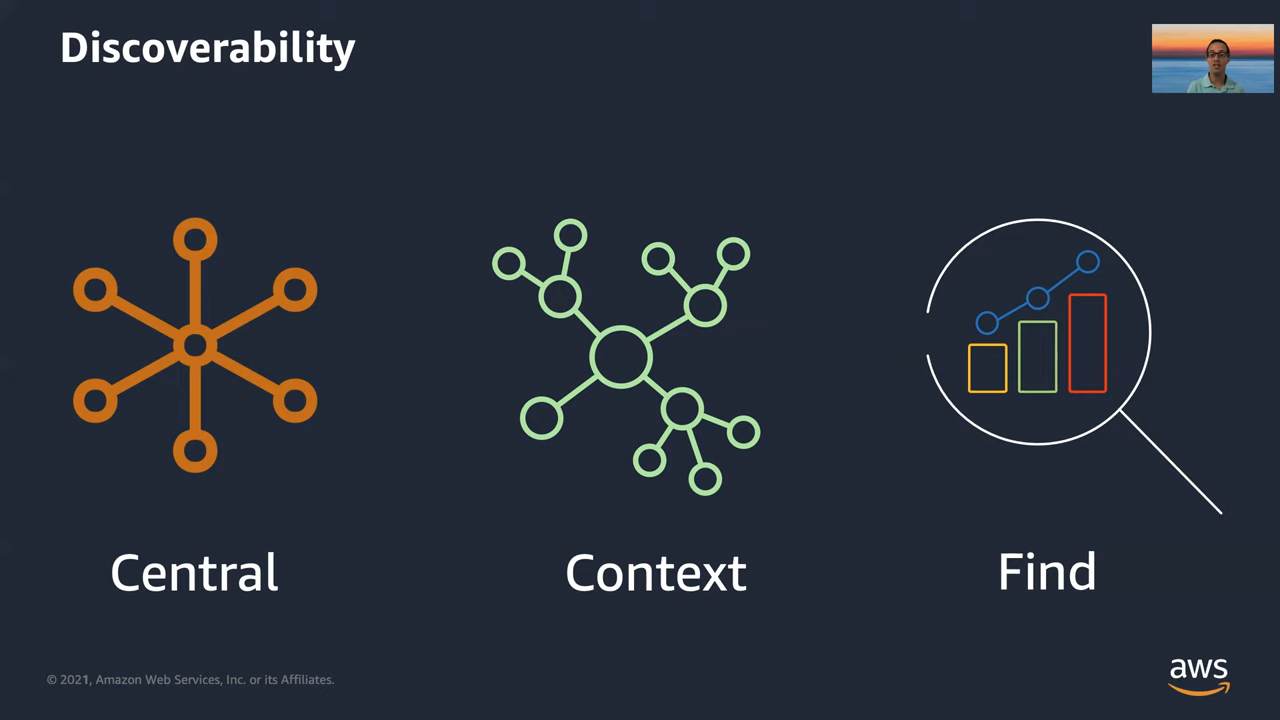 Discoverability
Central
Context
Find
© 2021, Amazon Web Services, Inc. or its Affiliates.
aws